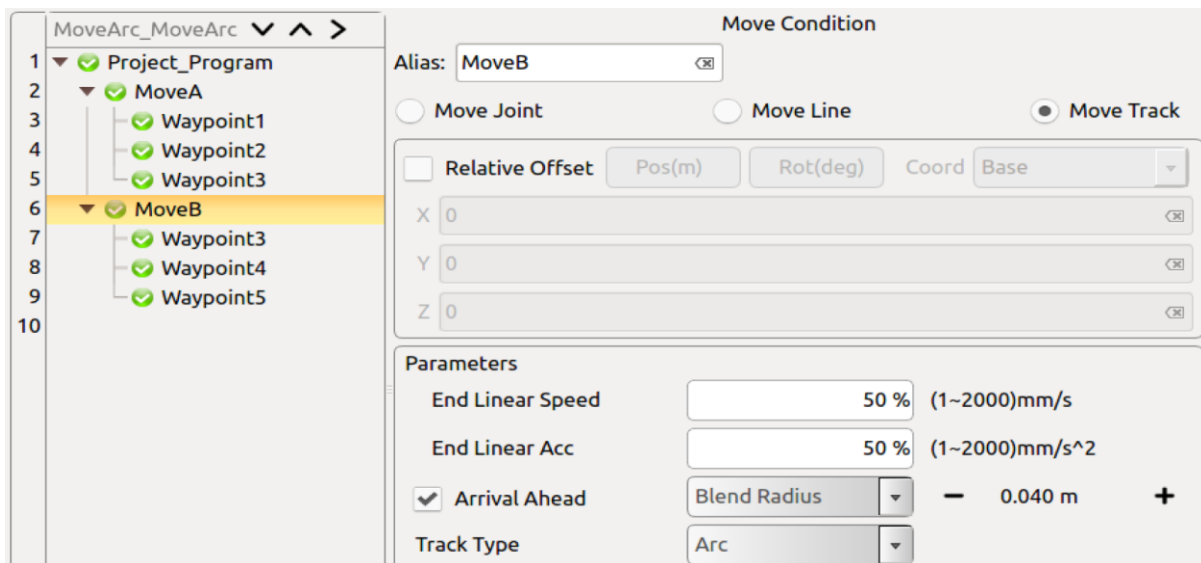 MoveArc_MoveArc
1 Project_Program
2 MoveA
3 Waypoint1
4 Waypoint2
5 Waypoint3
6 MoveB
7 Waypoint3
8 Waypoint4
9 Waypoint5
10
Move Condition
Alias: MoveB
Move Joint Move Line Move Track
Relative Offset Pos(m) Rot(deg) Coord Base
X 0
Y 0
Z 0
Parameters
End Linear Speed 50 % (1~2000)mm/s
End Linear Acc 50 % (1~2000)mm/s^2
Arrival Ahead Blend Radius − 0.040 m +
Track Type Arc